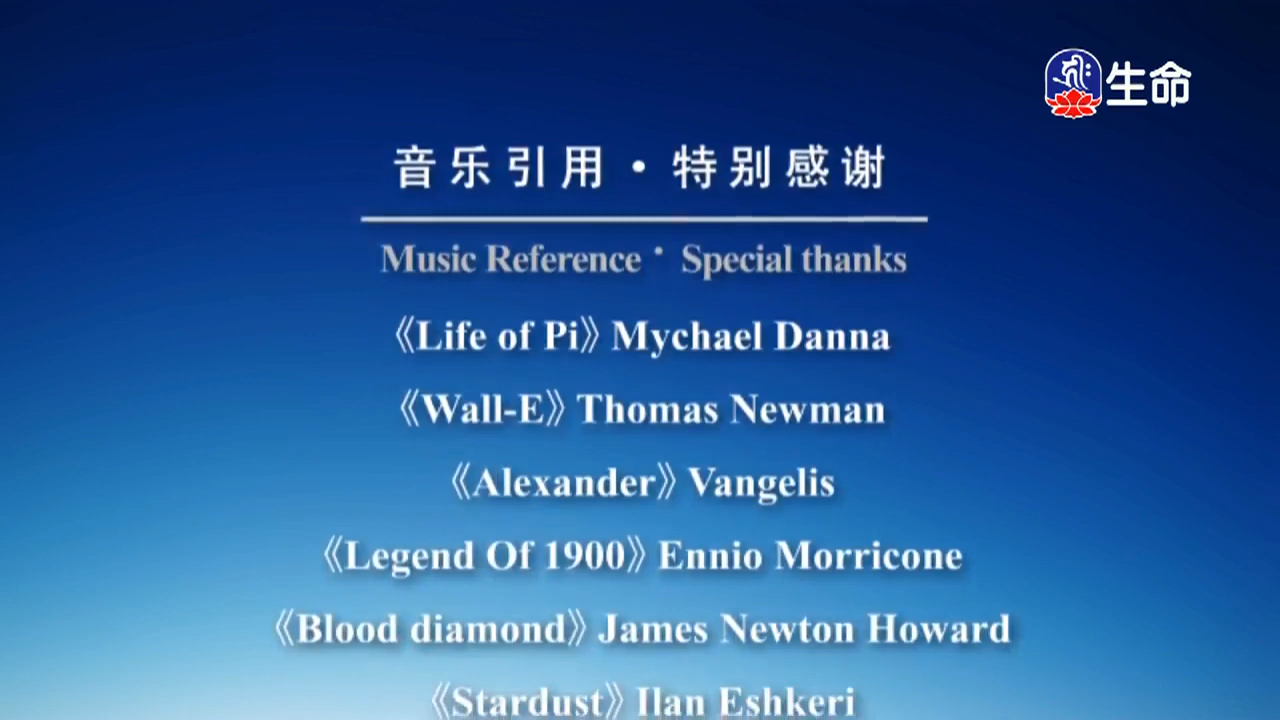 生命
音乐引用·特别感谢
Music Reference · Special thanks
《Life of Pi》Mychael Danna
《Wall-E》Thomas Newman
《Alexander》Vangelis
《Legend Of 1900》Ennio Morricone
《Blood diamond》James Newton Howard
《Stardust》Ilan Eshkeri